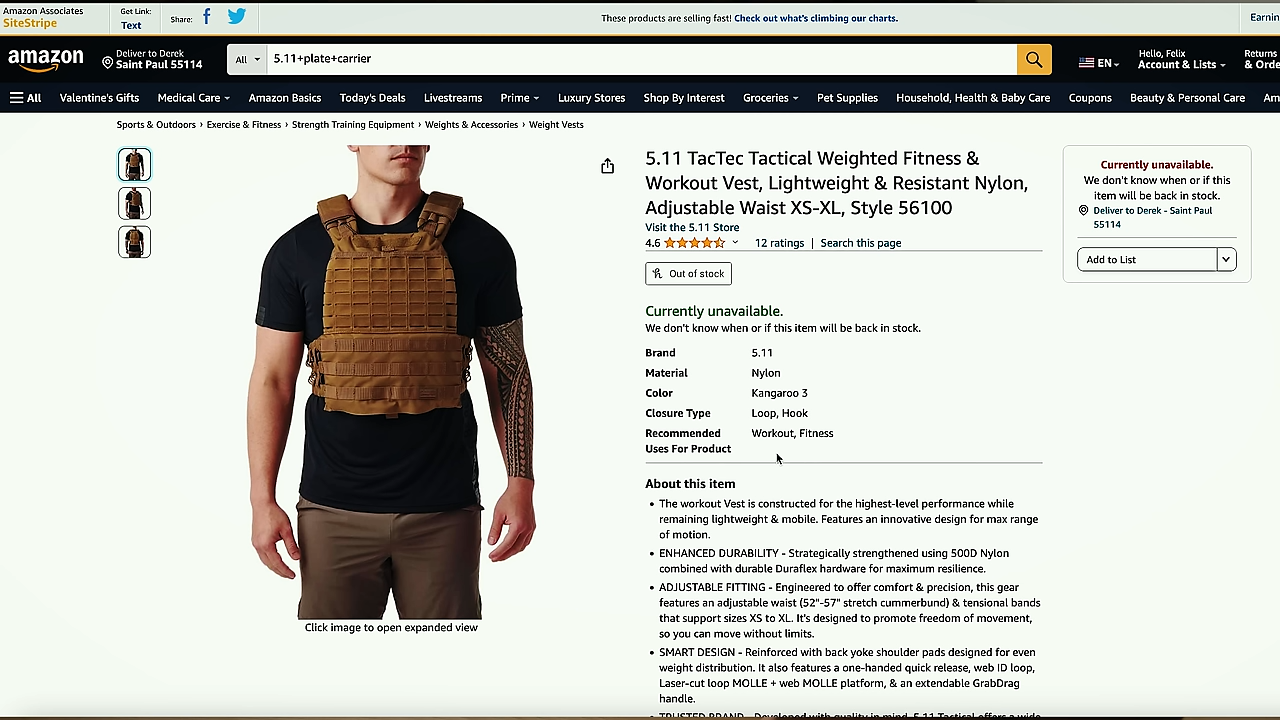 Amazon Associates
SiteStripe
Get Link:
Text
Share:
These products are selling fast! Check out what's climbing our charts.
Earnin
amazon
Deliver to Derek
Saint Paul 55114
All
5.11+plate+carrier
EN
Hello, Felix
Account & Lists
Returns
& Orde
All
Valentine's Gifts
Medical Care
Amazon Basics
Today's Deals
Livestreams
Prime
Luxury Stores
Shop By Interest
Groceries
Pet Supplies
Household, Health & Baby Care
Coupons
Beauty & Personal Care
Am
Sports & Outdoors › Exercise & Fitness › Strength Training Equipment › Weights & Accessories › Weight Vests
Click image to open expanded view
5.11 TacTec Tactical Weighted Fitness &
Workout Vest, Lightweight & Resistant Nylon,
Adjustable Waist XS-XL, Style 56100
Visit the 5.11 Store
4.6
12 ratings | Search this page
Out of stock
Currently unavailable.
We don't know when or if this item will be back in stock.
Brand 5.11
Material Nylon
Color Kangaroo 3
Closure Type Loop, Hook
Recommended Workout, Fitness
Uses For Product
About this item
• The workout Vest is constructed for the highest-level performance while
remaining lightweight & mobile. Features an innovative design for max range
of motion.
• ENHANCED DURABILITY - Strategically strengthened using 500D Nylon
combined with durable Duraflex hardware for maximum resilience.
• ADJUSTABLE FITTING - Engineered to offer comfort & precision, this gear
features an adjustable waist (52"-57" stretch cummerbund) & tensional bands
that support sizes XS to XL. It's designed to promote freedom of movement,
so you can move without limits.
• SMART DESIGN - Reinforced with back yoke shoulder pads designed for even
weight distribution. It also features a one-handed quick release, web ID loop,
Laser-cut loop MOLLE + web MOLLE platform, & an extendable GrabDrag
handle.
• TRUSTED BRAND - Developed with quality in mind, 5.11 Tactical offers a wide
Currently unavailable.
We don't know when or if this
item will be back in stock.
Deliver to Derek - Saint Paul
55114
Add to List